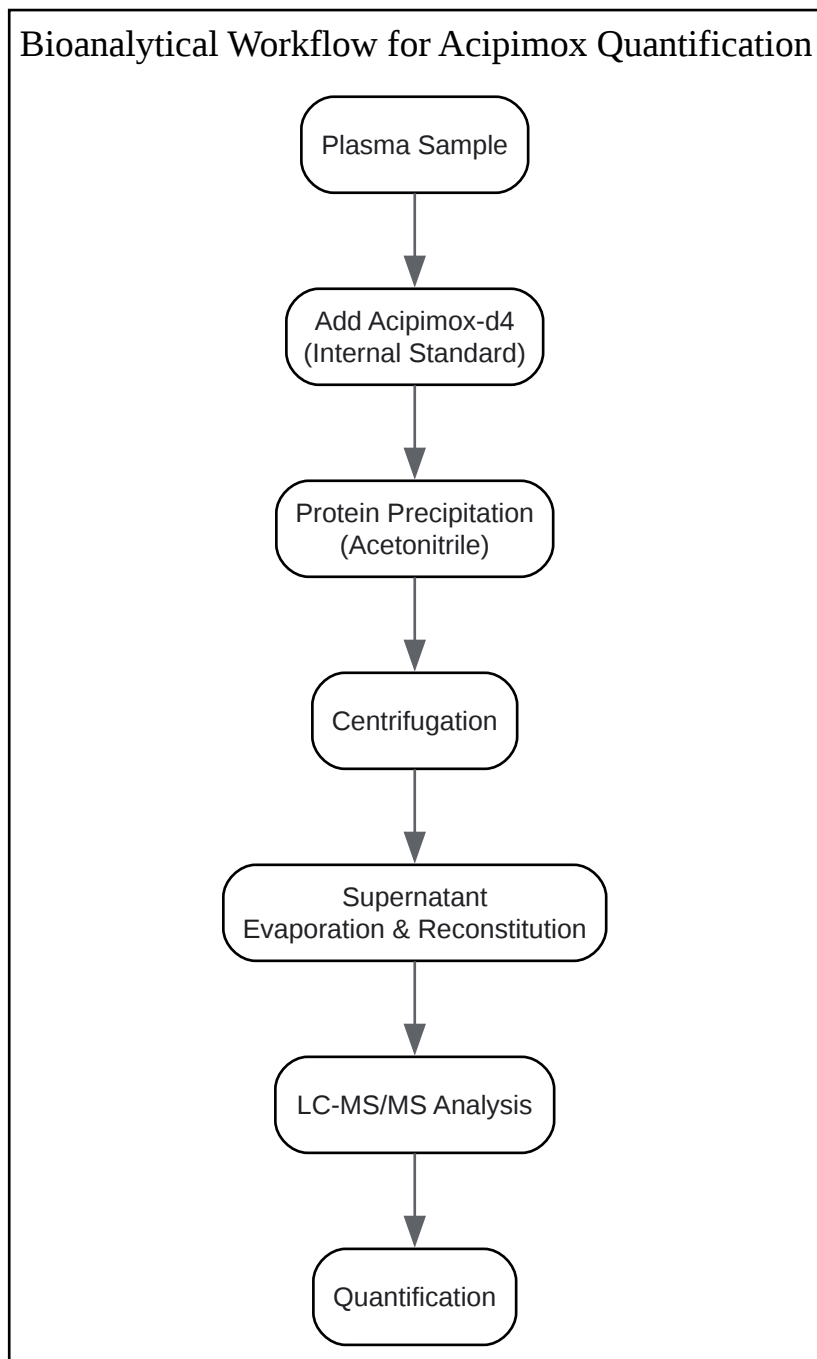 Bioanalytical Workflow for Acipimox Quantification
Plasma Sample
Add Acipimox-d4
(Internal Standard)
Protein Precipitation
(Acetonitrile)
Centrifugation
Supernatant
Evaporation & Reconstitution
LC-MS/MS Analysis
Quantification